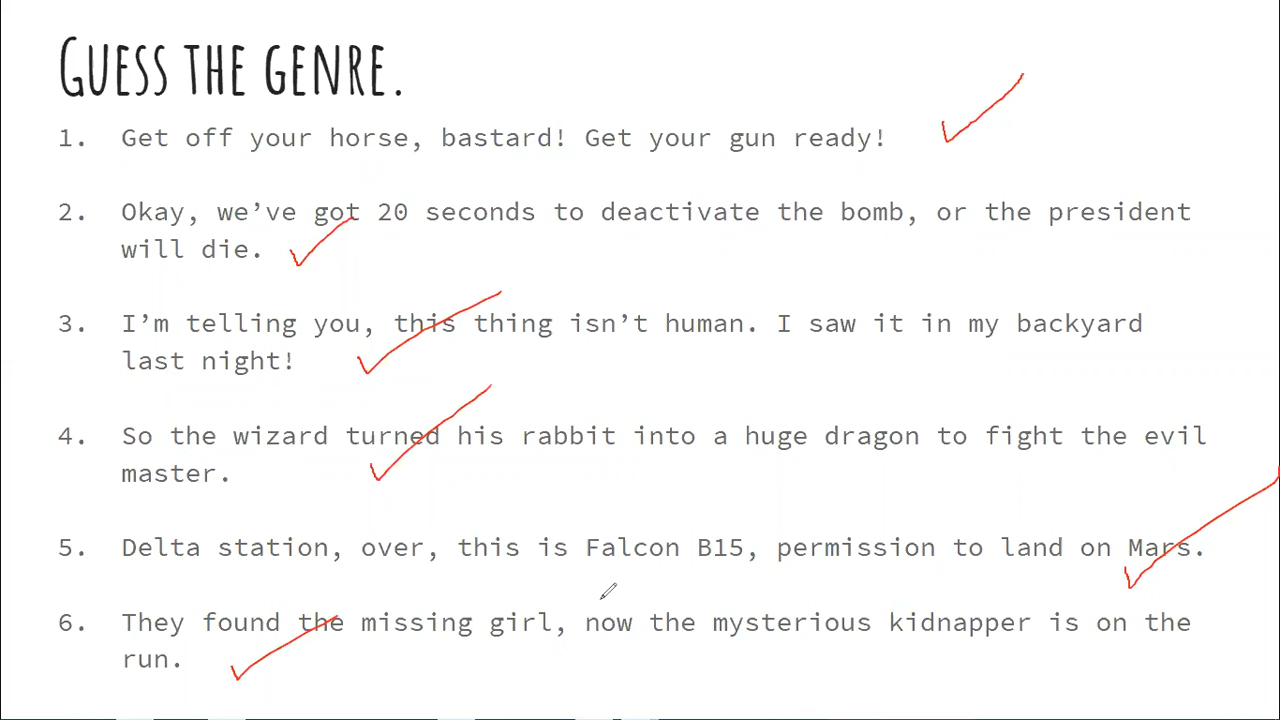 GUESS THE GENRE.
1. Get off your horse, bastard! Get your gun ready!
2. Okay, we’ve got 20 seconds to deactivate the bomb, or the president
will die.
3. I’m telling you, this thing isn’t human. I saw it in my backyard
last night!
4. So the wizard turned his rabbit into a huge dragon to fight the evil
master.
5. Delta station, over, this is Falcon B15, permission to land on Mars.
6. They found the missing girl, now the mysterious kidnapper is on the
run.